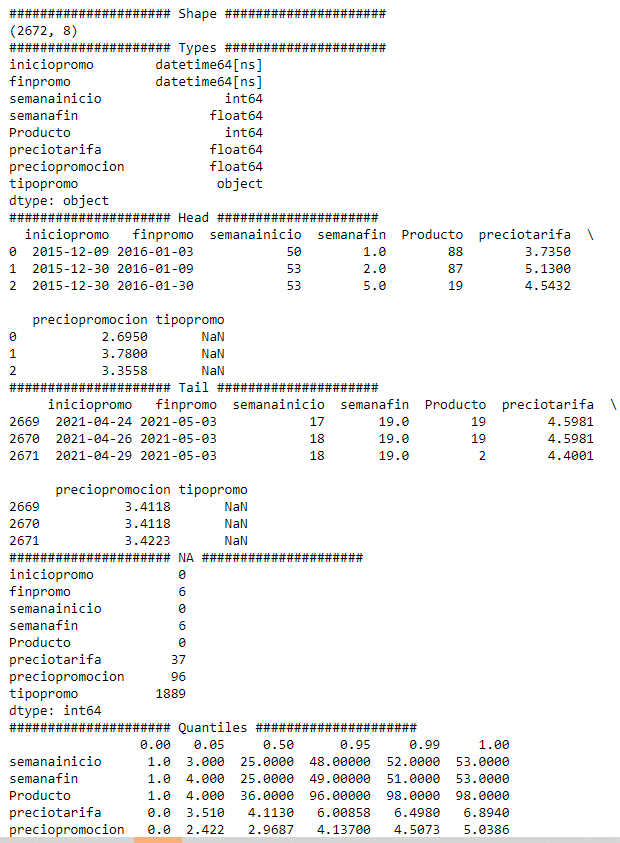 ##################### Shape #####################
(2672, 8)
##################### Types #####################
iniciopromo        datetime64[ns]
finpromo           datetime64[ns]
semanainicio                int64
semanafin                 float64
Producto                    int64
preciotarifa              float64
preciopromocion           float64
tipopromo                  object
dtype: object
##################### Head #####################
  iniciopromo   finpromo  semanainicio  semanafin  Producto  preciotarifa  \
0  2015-12-09 2016-01-03            50        1.0        88        3.7350
1  2015-12-30 2016-01-09            53        2.0        87        5.1300
2  2015-12-30 2016-01-30            53        5.0        19        4.5432
   preciopromocion tipopromo
0           2.6950       NaN
1           3.7800       NaN
2           3.3558       NaN
##################### Tail #####################
     iniciopromo   finpromo  semanainicio  semanafin  Producto  preciotarifa  \
2669  2021-04-24 2021-05-03            17       19.0        19        4.5981
2670  2021-04-26 2021-05-03            18       19.0        19        4.5981
2671  2021-04-29 2021-05-03            18       19.0         2        4.4001
      preciopromocion tipopromo
2669           3.4118       NaN
2670           3.4118       NaN
2671           3.4223       NaN
##################### NA #####################
iniciopromo           0
finpromo              6
semanainicio          0
semanafin             6
Producto              0
preciotarifa         37
preciopromocion      96
tipopromo          1889
dtype: int64
##################### Quantiles #####################
                 0.00   0.05     0.50      0.95     0.99     1.00
semanainicio      1.0  3.000  25.0000  48.00000  52.0000  53.0000
semanafin         1.0  4.000  25.0000  49.00000  51.0000  53.0000
Producto          1.0  4.000  36.0000  96.00000  98.0000  98.0000
preciotarifa      0.0  3.510   4.1130   6.00858   6.4980   6.8940
preciopromocion   0.0  2.422   2.9687   4.13700   4.5073   5.0386